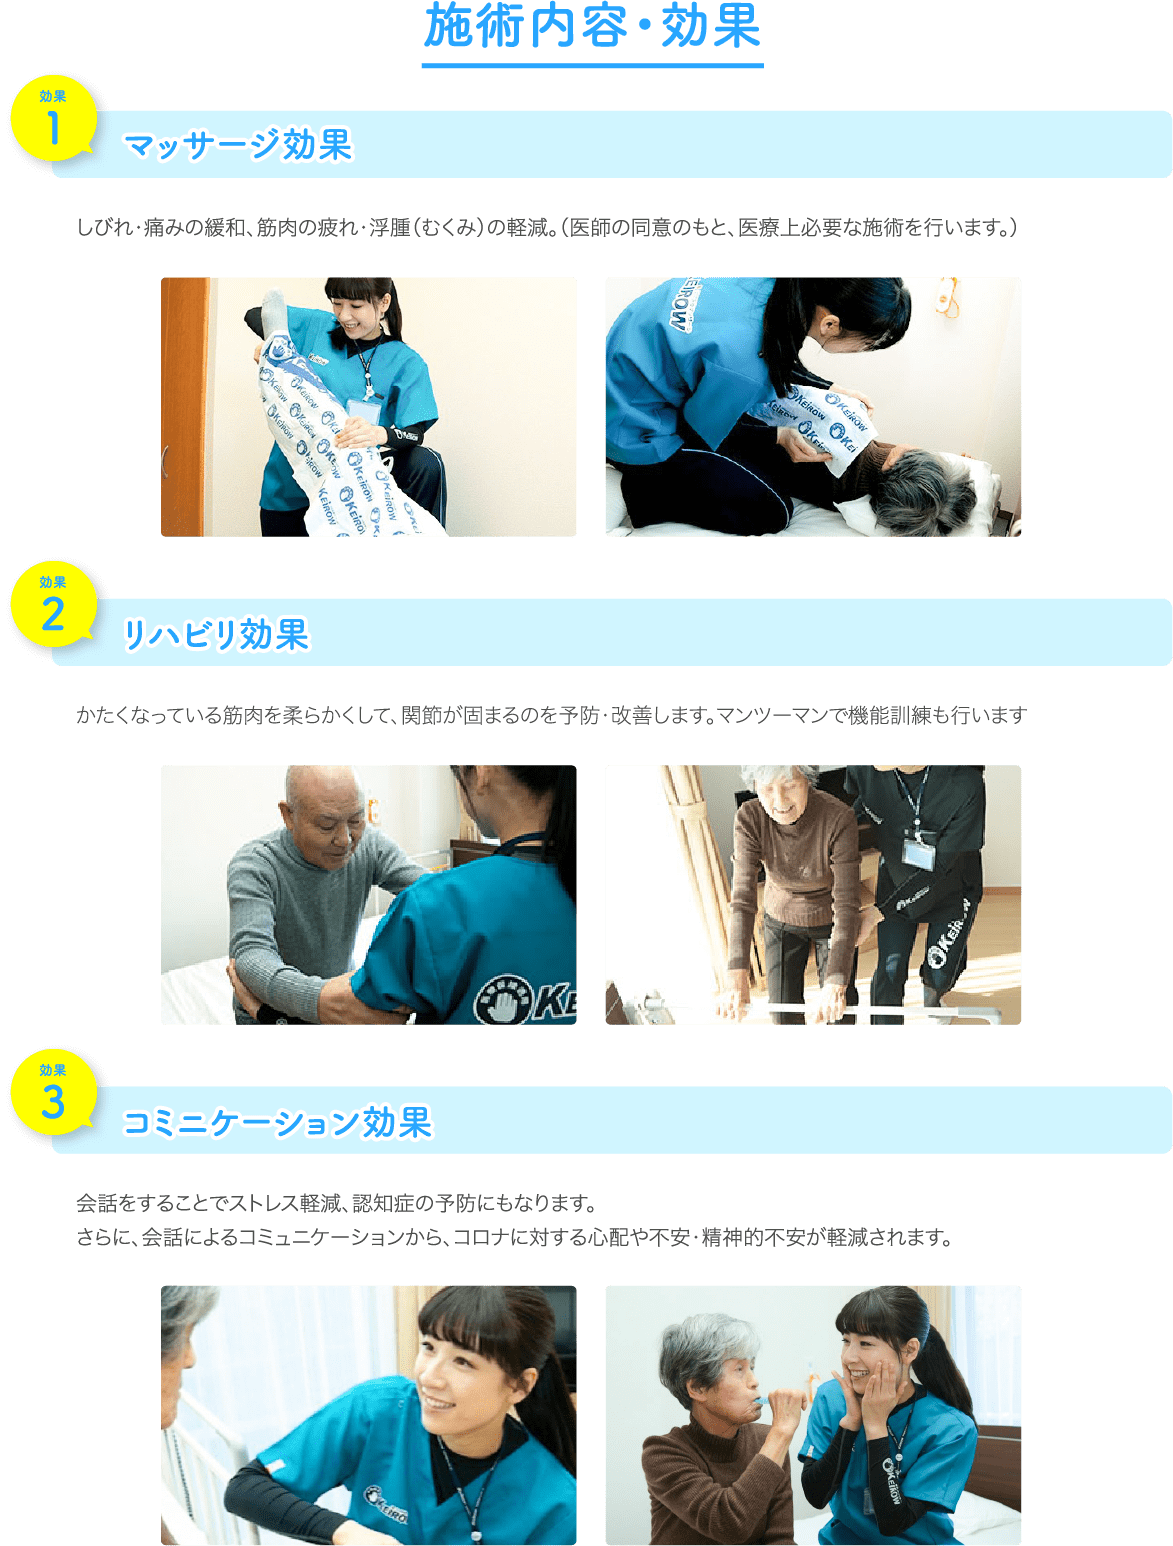 施術内容・効果
効果
1
マッサージ効果
しびれ・痛みの緩和、筋肉の疲れ・浮腫（むくみ）の軽減。（医師の同意のもと、医療上必要な施術を行います。）
KEiROW
KEiROW
KEiROW
KEiROW
効果
2
リハビリ効果
かたくなっている筋肉を柔らかくして、関節が固まるのを予防・改善します。マンツーマンで機能訓練も行います
KEiROW
KEiROW
効果
3
コミニケーション効果
会話をすることでストレス軽減、認知症の予防にもなります。
さらに、会話によるコミュニケーションから、コロナに対する心配や不安・精神的不安が軽減されます。
KEiROW
KEiROW